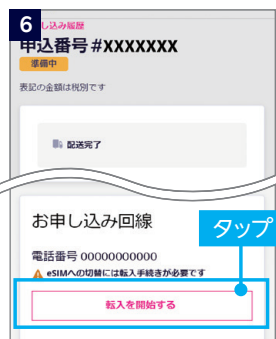 6
し込み履歴
申込番号 #XXXXXXX
準備中
表記の金額は税別です
配送完了
お申し込み回線
タップ
電話番号 00000000000
eSIMへの切替には転入手続きが必要です
転入を開始する